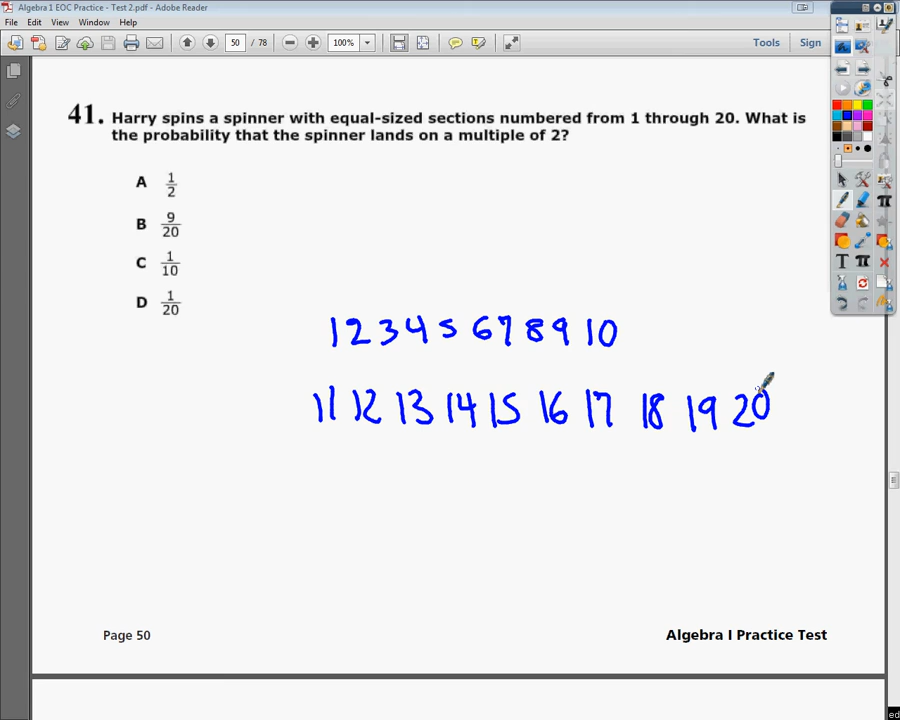 Algebra 1 EOC Practice - Test 2.pdf - Adobe Reader
File Edit View Window Help
50 / 78 100% Tools Sign
41. Harry spins a spinner with equal-sized sections numbered from 1 through 20. What is
the probability that the spinner lands on a multiple of 2?
A 1/2
B 9/20
C 1/10
D 1/20
1 2 3 4 5 6 7 8 9 10
11 12 13 14 15 16 17 18 19 20
Page 50 Algebra I Practice Test
ed